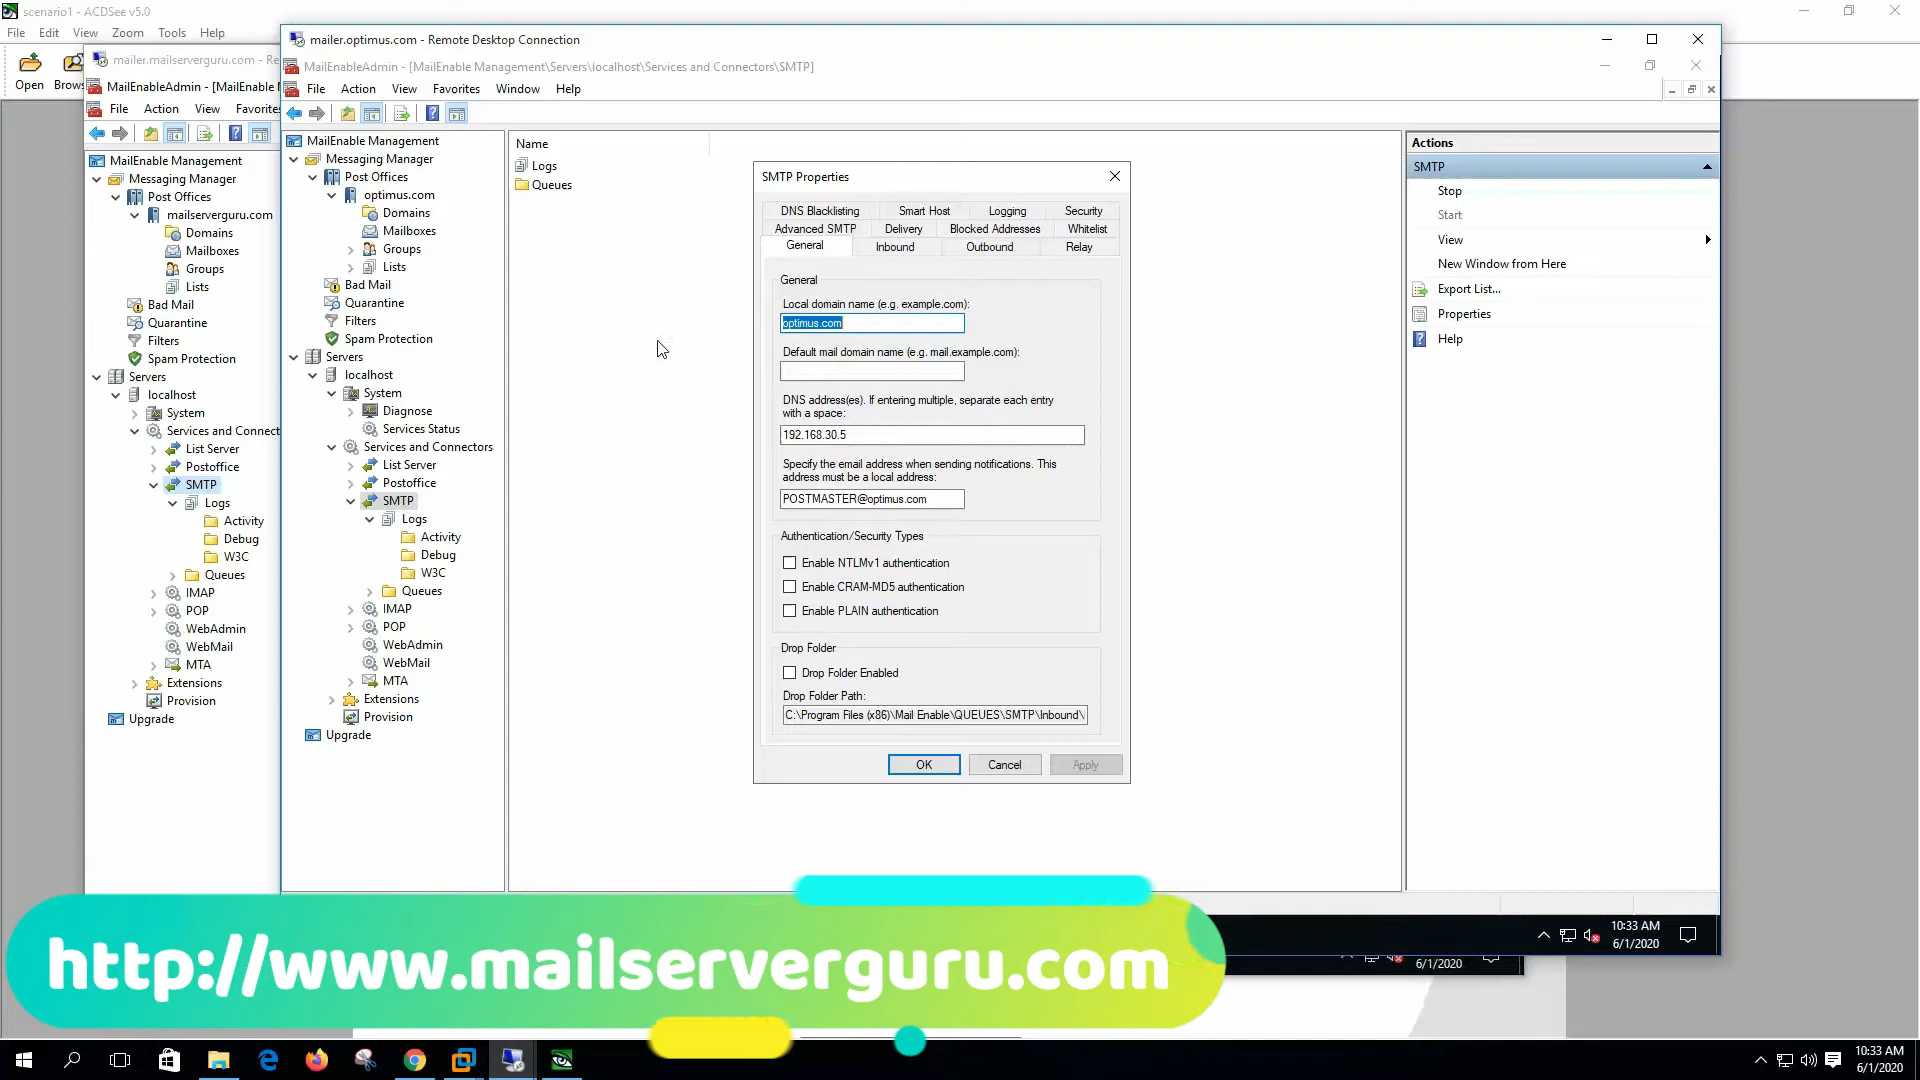 scenario1 - ACDSee v5.0
File Edit View Zoom Tools Help
Open
Brows
mailer.mailserverguru.com - Re
MailEnableAdmin - [MailEnable
File Action View Favorites
MailEnable Management
Messaging Manager
Post Offices
mailserverguru.com
Domains
Mailboxes
Groups
Lists
Bad Mail
Quarantine
Filters
Spam Protection
Servers
localhost
System
Services and Connect
List Server
Postoffice
SMTP
Logs
Activity
Debug
W3C
Queues
IMAP
POP
WebAdmin
WebMail
MTA
Extensions
Provision
Upgrade
mailer.optimus.com - Remote Desktop Connection
MailEnableAdmin - [MailEnable Management\Servers\localhost\Services and Connectors\SMTP]
File Action View Favorites Window Help
MailEnable Management
Messaging Manager
Post Offices
optimus.com
Domains
Mailboxes
Groups
Lists
Bad Mail
Quarantine
Filters
Spam Protection
Servers
localhost
System
Diagnose
Services Status
Services and Connectors
List Server
Postoffice
SMTP
Logs
Activity
Debug
W3C
Queues
IMAP
POP
WebAdmin
WebMail
MTA
Extensions
Provision
Upgrade
Name
Logs
Queues
SMTP Properties
DNS Blacklisting Smart Host Logging Security
Advanced SMTP Delivery Blocked Addresses Whitelist
General Inbound Outbound Relay
General
Local domain name (e.g. example.com):
optimus.com
Default mail domain name (e.g. mail.example.com):
DNS address(es). If entering multiple, separate each entry
with a space:
192.168.30.5
Specify the email address when sending notifications. This
address must be a local address:
POSTMASTER@optimus.com
Authentication/Security Types
Enable NTLMv1 authentication
Enable CRAM-MD5 authentication
Enable PLAIN authentication
Drop Folder
Drop Folder Enabled
Drop Folder Path:
C:\Program Files (x86)\Mail Enable\QUEUES\SMTP\Inbound\
OK Cancel Apply
Actions
SMTP
Stop
Start
View
New Window from Here
Export List...
Properties
Help
10:33 AM
6/1/2020
6/1/2020
http://www.mailserverguru.com
10:33 AM
6/1/2020